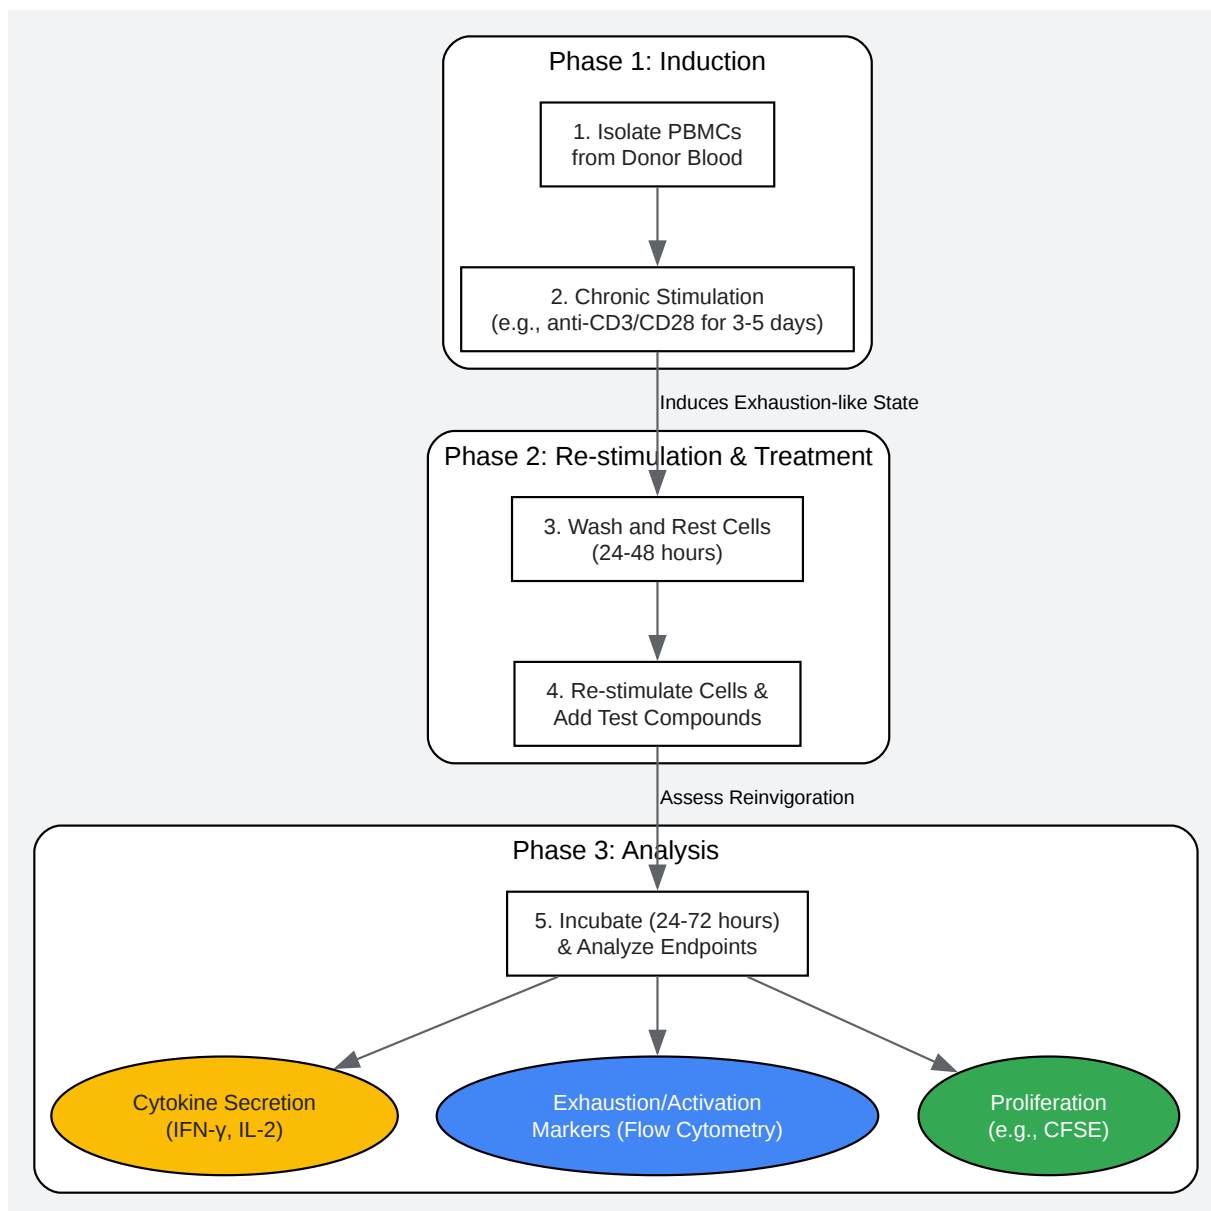 Phase 1: Induction
1. Isolate PBMCs
from Donor Blood
2. Chronic Stimulation
(e.g., anti-CD3/CD28 for 3-5 days)
Induces Exhaustion-like State
Phase 2: Re-stimulation & Treatment
3. Wash and Rest Cells
(24-48 hours)
4. Re-stimulate Cells &
Add Test Compounds
Assess Reinvigoration
Phase 3: Analysis
5. Incubate (24-72 hours)
& Analyze Endpoints
Cytokine Secretion
(IFN-γ, IL-2)
Exhaustion/Activation
Markers (Flow Cytometry)
Proliferation
(e.g., CFSE)